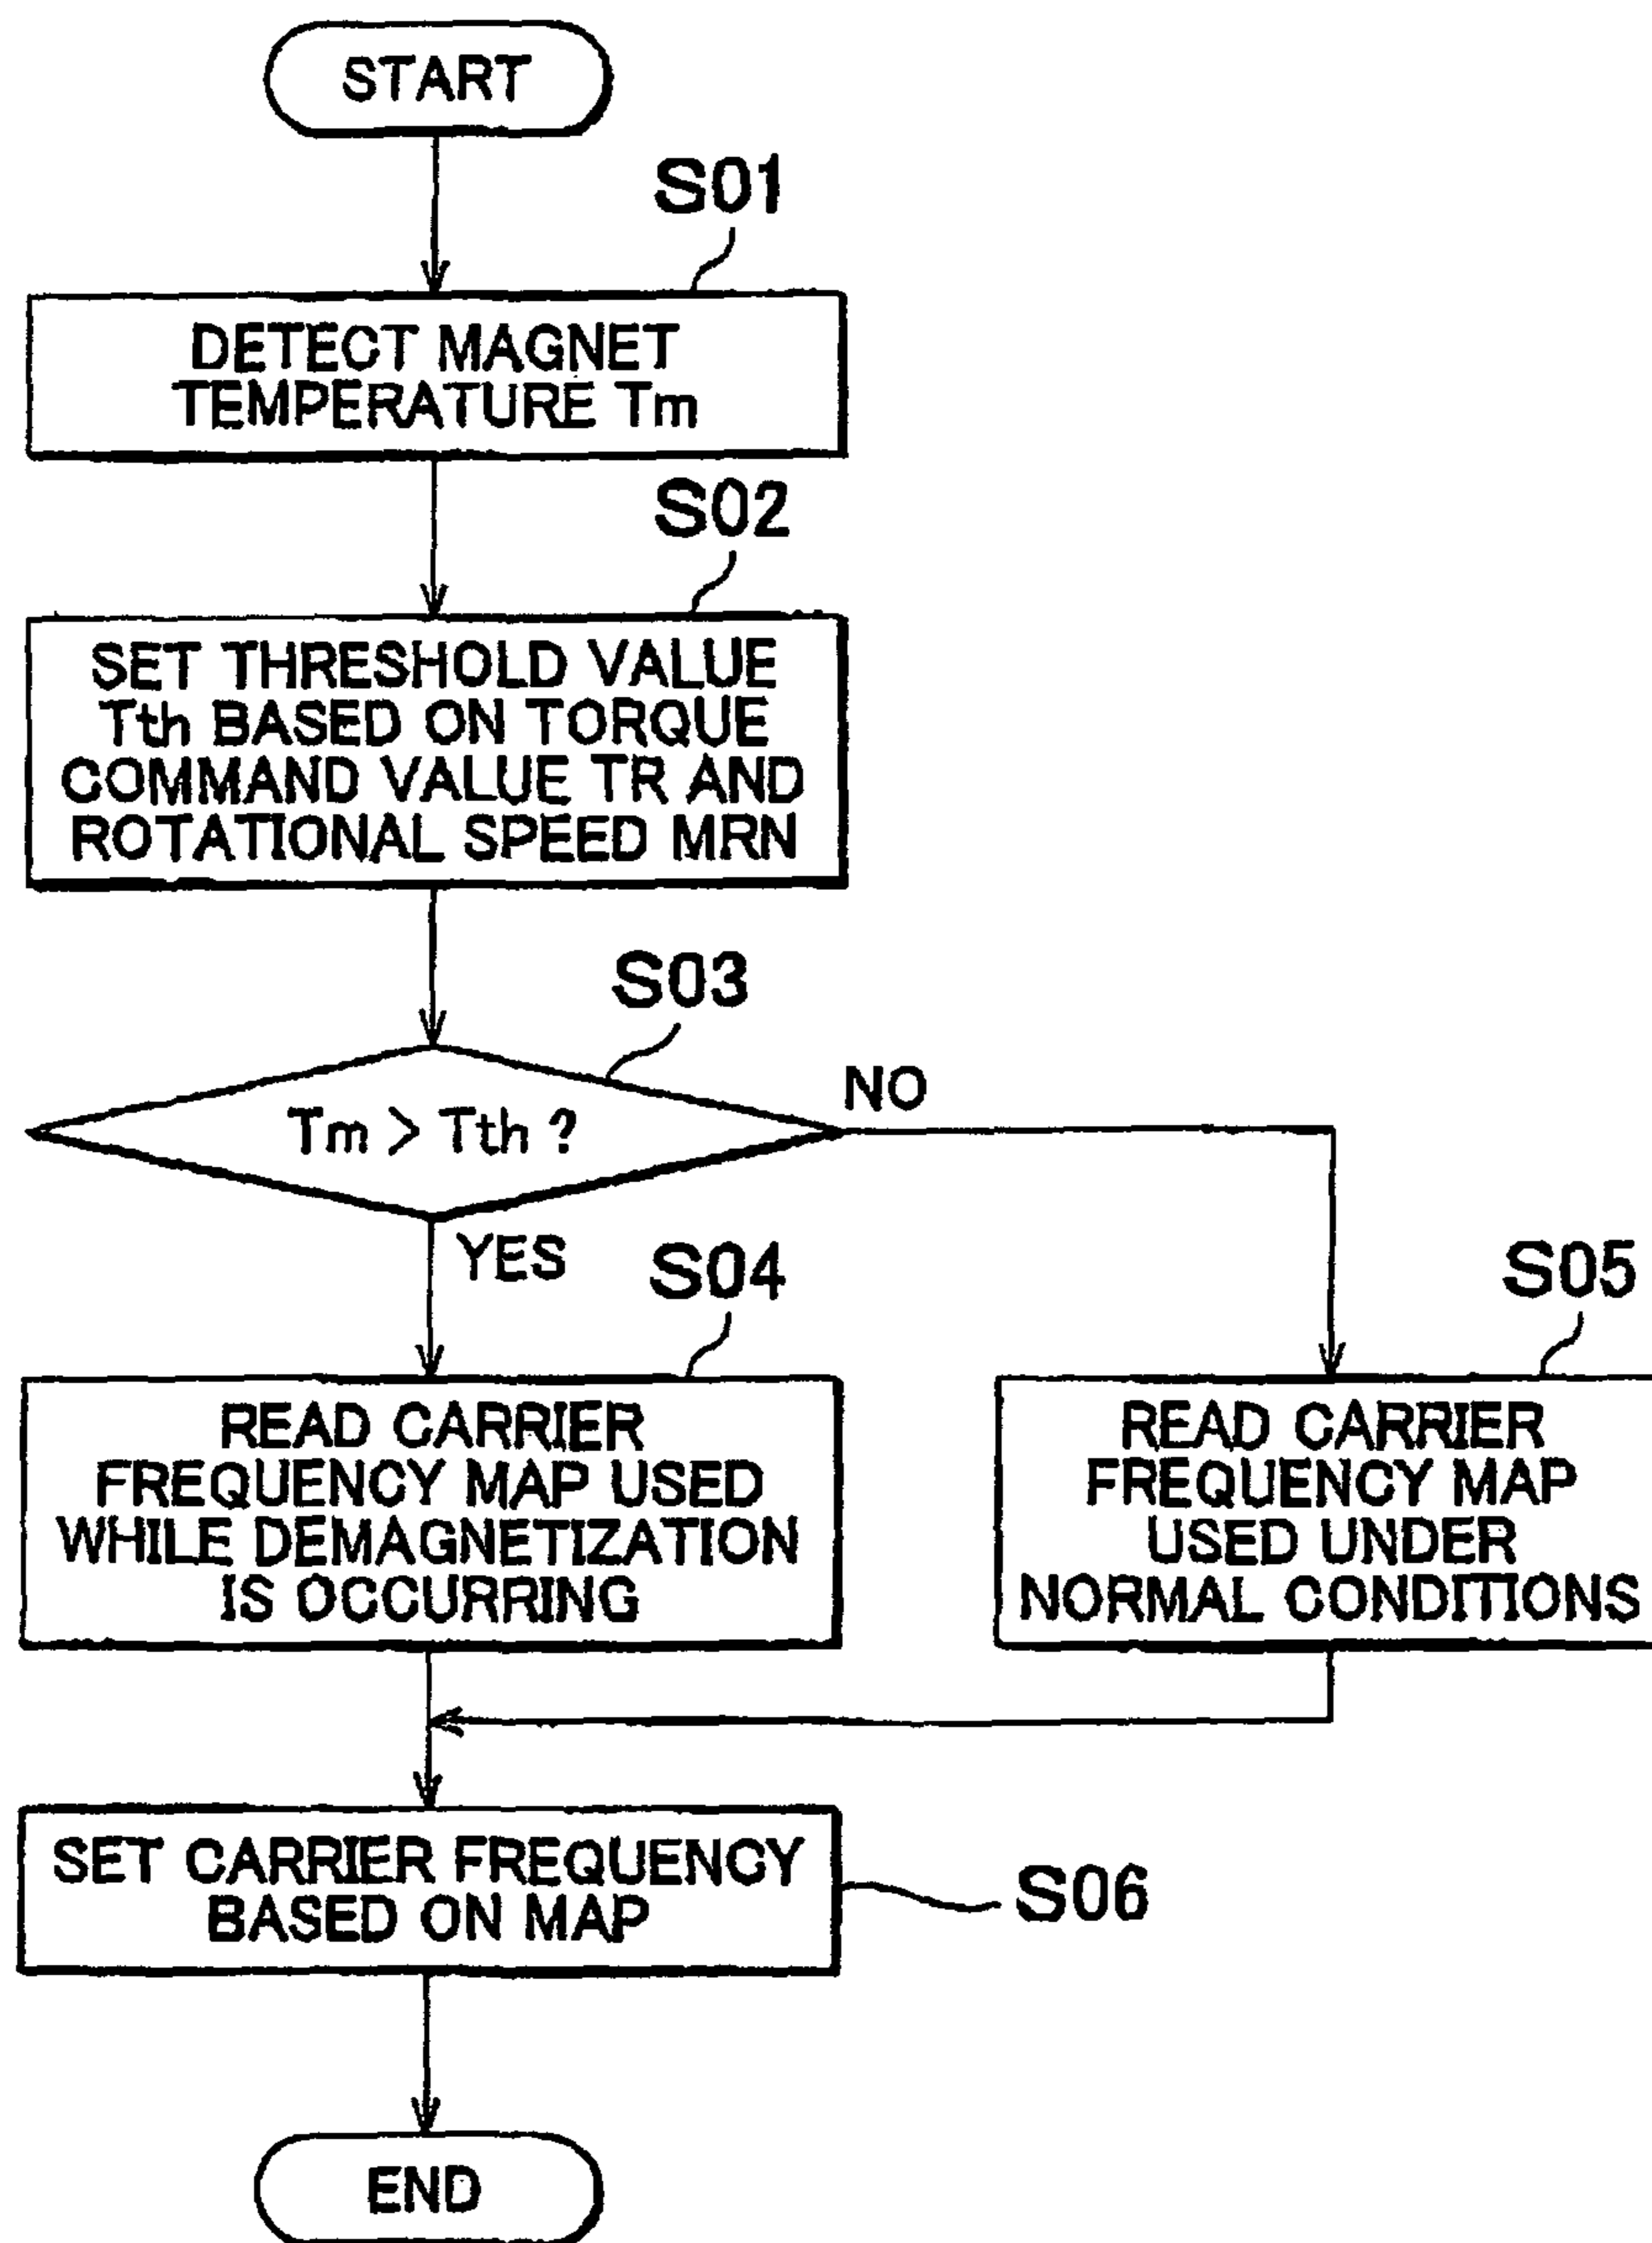 START
S01
DETECT MAGNET
TEMPERATURE Tm
S02
SET THRESHOLD VALUE
Tth BASED ON TORQUE
COMMAND VALUE TR AND
ROTATIONAL SPEED MRN
S03
Tm > Tth ?
NO
YES
S04
READ CARRIER
FREQUENCY MAP USED
WHILE DEMAGNETIZATION
IS OCCURRING
S05
READ CARRIER
FREQUENCY MAP
USED UNDER
NORMAL CONDITIONS
SET CARRIER FREQUENCY
BASED ON MAP
S06
END